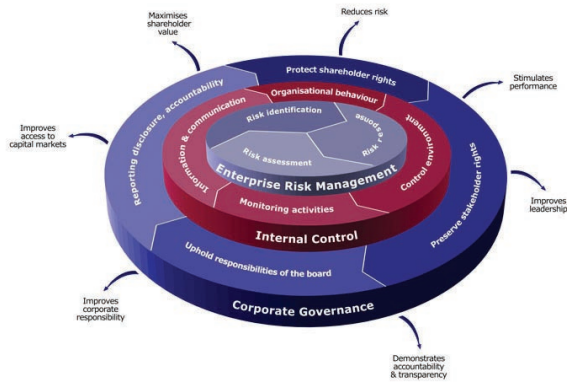 Maximises
shareholder
value
Reduces risk
Stimulates
performance
Improves
leadership
Demonstrates
accountability
& transparency
Improves
corporate
responsibility
Improves
access to
capital markets
Protect shareholder rights
Preserve stakeholder rights
Uphold responsibilities of the board
Reporting disclosure, accountability
Corporate Governance
Organisational behaviour
Control environment
Monitoring activities
Information & communication
Internal Control
Risk identification
Risk response
Risk assessment
Enterprise Risk Management